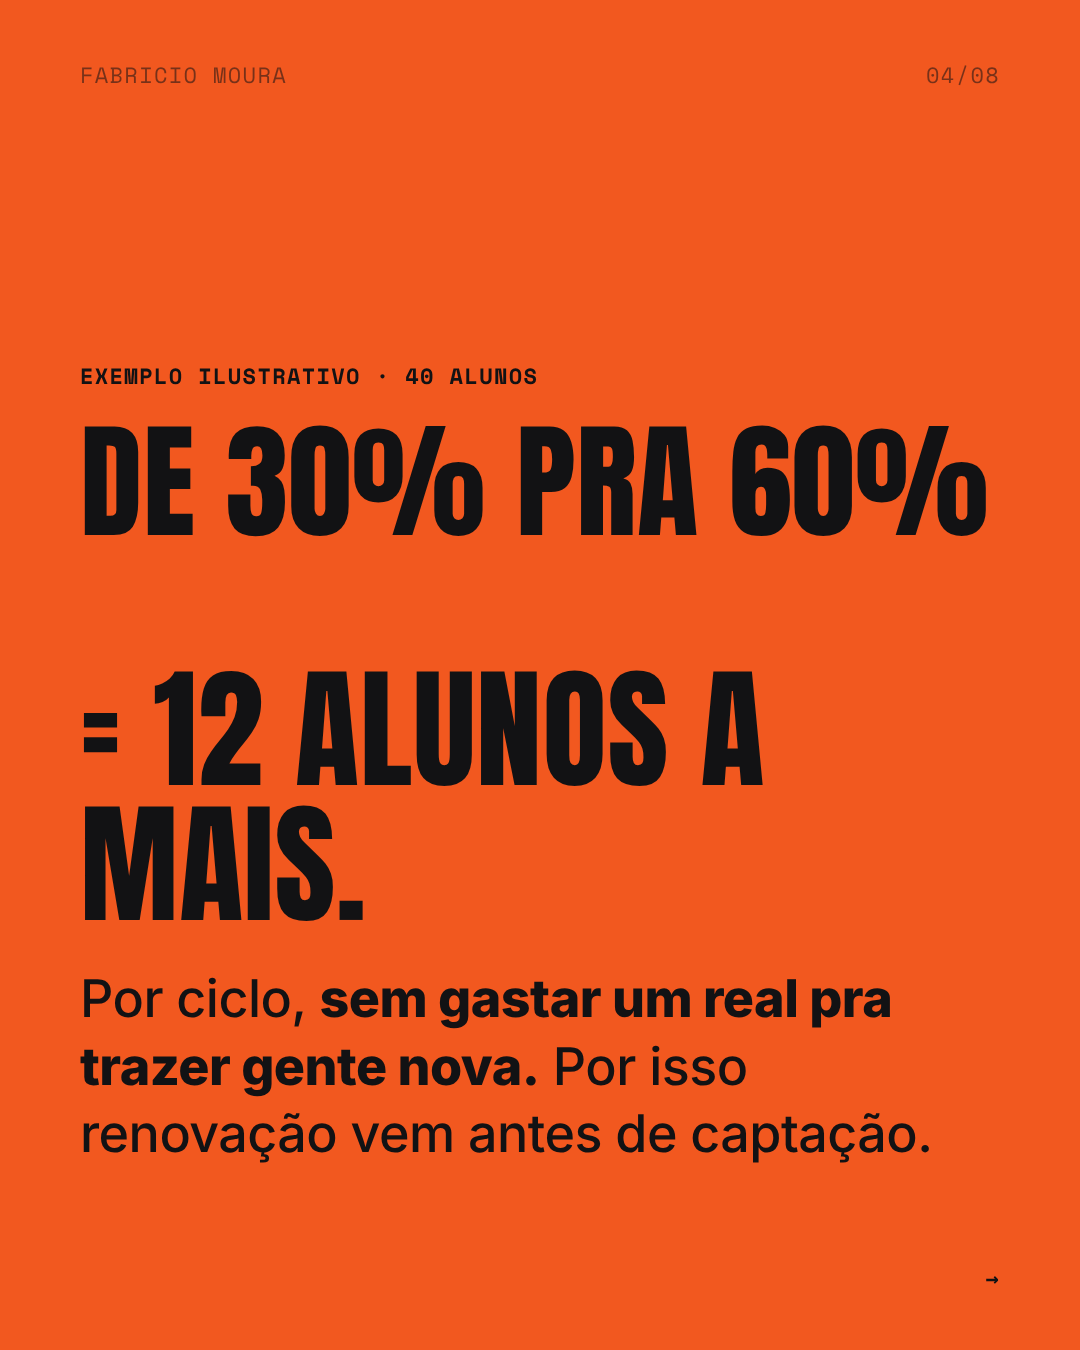 FABRICIO MOURA
04/08
EXEMPLO ILUSTRATIVO · 40 ALUNOS
DE 30% PRA 60%
= 12 ALUNOS A
MAIS.
Por ciclo, sem gastar um real pra
trazer gente nova. Por isso
renovação vem antes de captação.
→